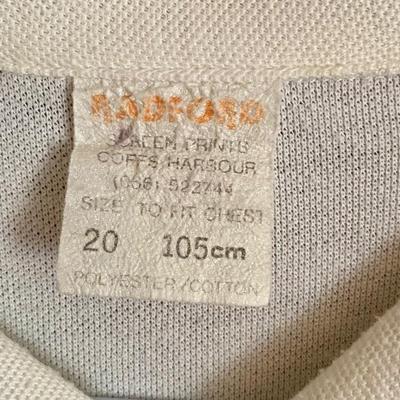 RADFORD
SCREEN PRINTS
COFFS HARBOUR
(066) 522744
SIZE TO FIT CHEST
20 105cm
POLYESTER/COTTON